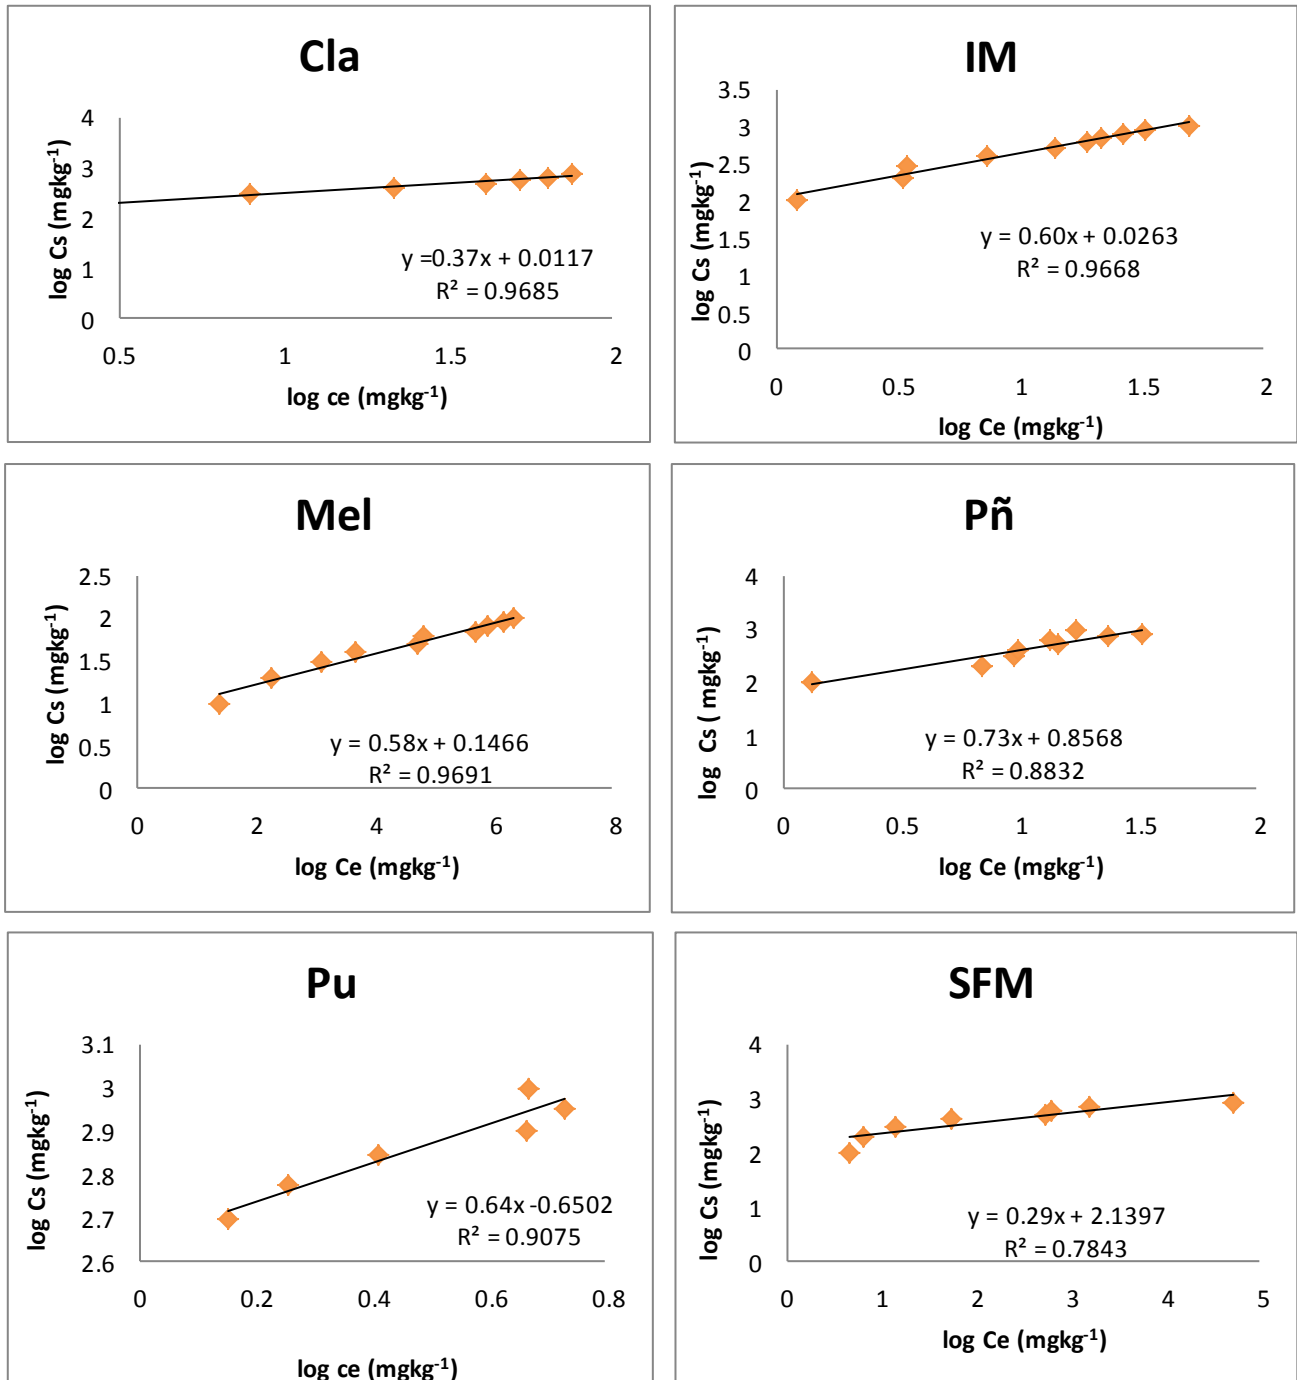 Cla
log Cs (mgkg-1)
4
3
2
1
0
y =0.37x + 0.0117
R² = 0.9685
0.5 1 1.5 2
log ce (mgkg-1)
IM
log Cs (mgkg-1)
3.5
3
2.5
2
1.5
1
0.5
0
y = 0.60x + 0.0263
R² = 0.9668
0 0.5 1 1.5 2
log Ce (mgkg-1)
Mel
log Cs (mgkg-1)
2.5
2
1.5
1
0.5
0
y = 0.58x + 0.1466
R² = 0.9691
0 2 4 6 8
log Ce (mgkg-1)
Pñ
log Cs ( mgkg-1)
4
3
2
1
0
y = 0.73x + 0.8568
R² = 0.8832
0 0.5 1 1.5 2
log Ce (mgkg-1)
Pu
log Cs (mgkg-1)
3.1
3
2.9
2.8
2.7
2.6
y = 0.64x -0.6502
R² = 0.9075
0 0.2 0.4 0.6 0.8
log ce (mgkg-1)
SFM
log Cs (mgkg-1)
4
3
2
1
0
y = 0.29x + 2.1397
R² = 0.7843
0 1 2 3 4 5
log Ce (mgkg-1)